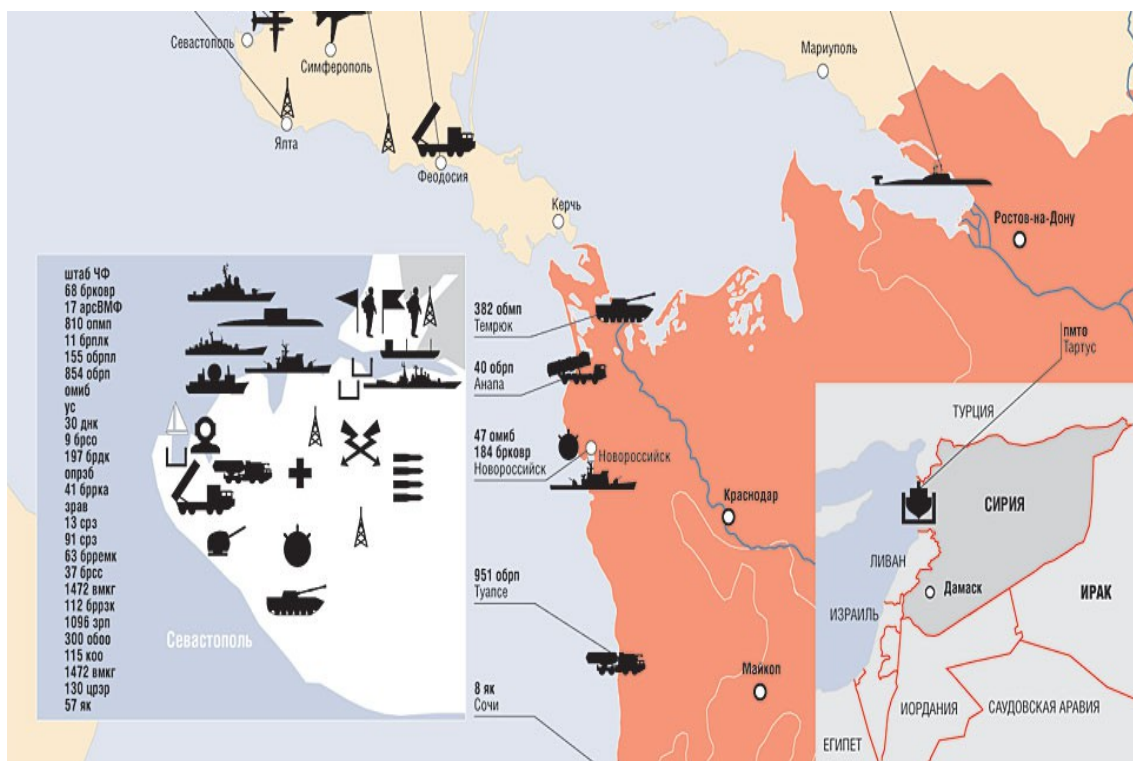 Севастополь
Симферополь
Ялта
Феодосия
Керчь
Мариуполь
Ростов-на-Дону
штаб ЧФ
68 брковр
17 арсВМФ
810 опмп
11 брплк
155 обрпл
854 обрп
омиб
ус
30 днк
9 брсо
197 брдк
опрэб
41 бррка
зрав
13 срз
91 срз
63 брремк
37 брсс
1472 вмкг
112 бррзк
1096 зрп
300 обоо
115 коо
1472 вмкг
130 црэр
57 як
Севастополь
382 обмп
Темрюк
40 обрп
Анапа
47 омиб
184 брковр
Новороссийск
Новороссийск
Краснодар
951 обрп
Туапсе
Майкоп
8 як
Сочи
пмто
Тартус
ТУРЦИЯ
СИРИЯ
ЛИВАН
Дамаск
ИРАК
ИЗРАИЛЬ
ИОРДАНИЯ
САУДОВСКАЯ АРАВИЯ
ЕГИПЕТ